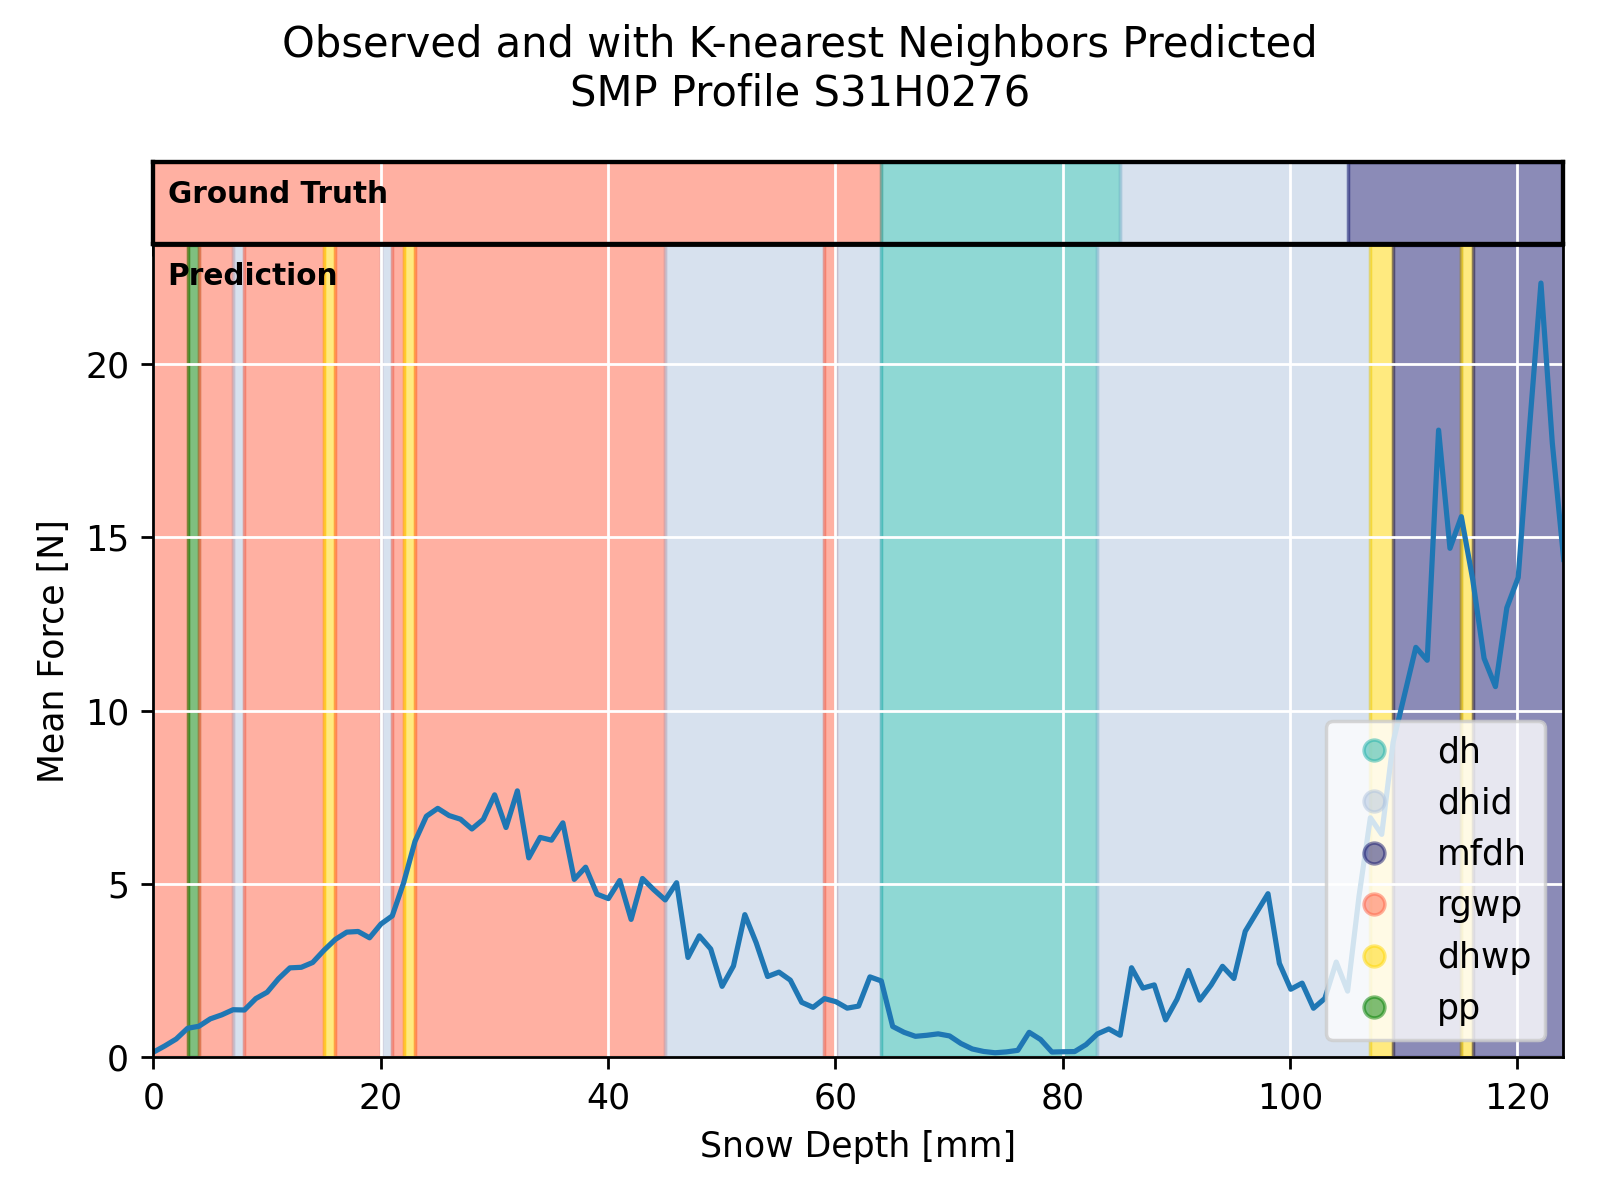 Observed and with K-nearest Neighbors Predicted
SMP Profile S31H0276
Ground Truth
Prediction
Mean Force [N]
20
15
10
5
0
0 20 40 60 80 100 120
Snow Depth [mm]
dh
dhid
mfdh
rgwp
dhwp
pp